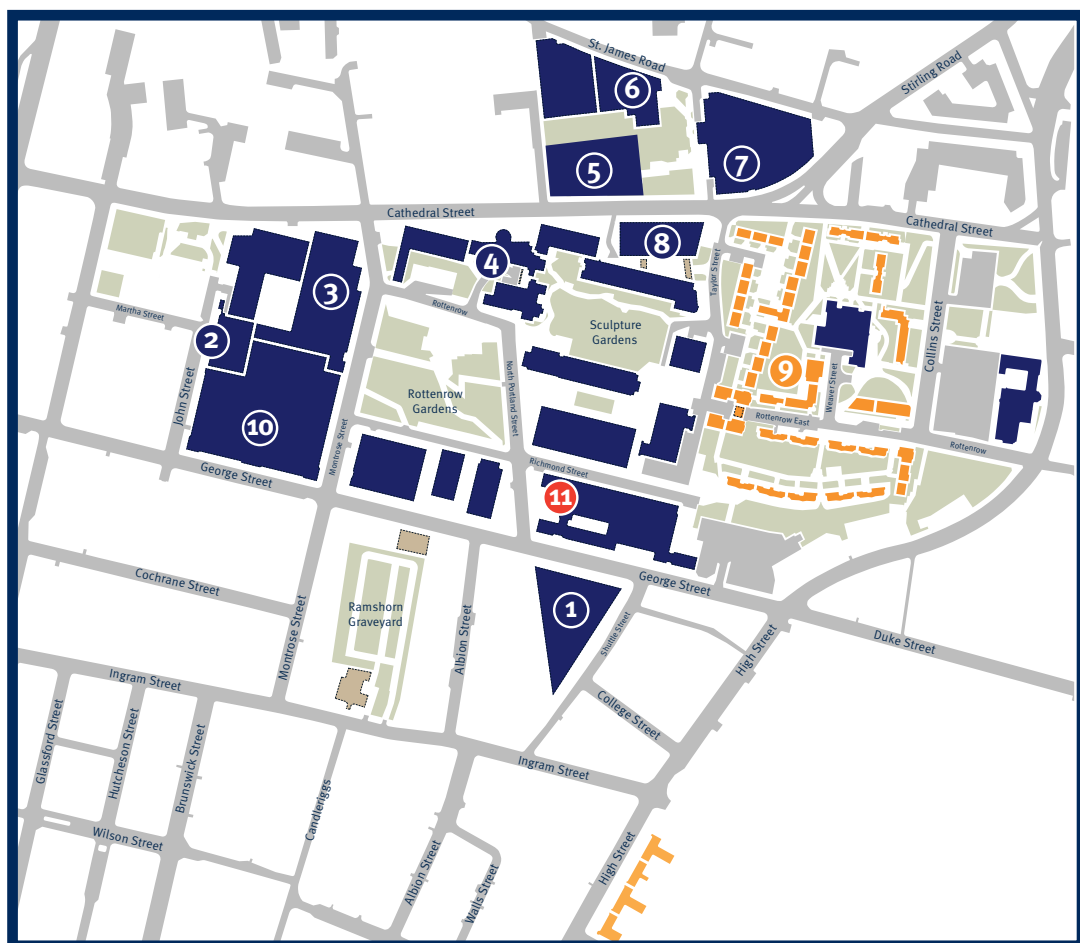 St. James Road
Stirling Road
6
7
5
Cathedral Street
Cathedral Street
8
4
Taylor Street
3
Rottenrow
Martha Street
Sculpture
Gardens
Collins Street
2
9
Weaver Street
John Street
North Portland Street
Rottenrow
Gardens
Rottenrow East
10
Montrose Street
Rottenrow
George Street
Richmond Street
11
George Street
Cochrane Street
Ramshorn
Graveyard
1
Montrose Street
Albion Street
Shuttle Street
High Street
Duke Street
Ingram Street
College Street
Glassford Street
Hutcheson Street
Brunswick Street
Ingram Street
Candleriggs
Wilson Street
High Street
Albion Street
Walls Street